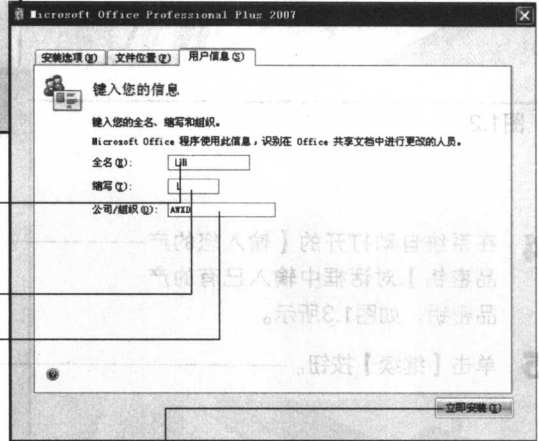 Microsoft Office Professional Plus 2007
安装选项(N) 文件位置(F) 用户信息(S)
键入您的信息
键入您的全名、缩写和组织。
Microsoft Office 程序使用此信息，识别在 Office 共享文档中进行更改的人员。
全名(F): Lili
缩写(I): L
公司/组织(O): AWXD
立即安装(I)
图1.2
在系统自动打开的【输入您的产
品密钥】对话框中输入已有的产
品密钥，如图1.3所示。
单击【继续】按钮。